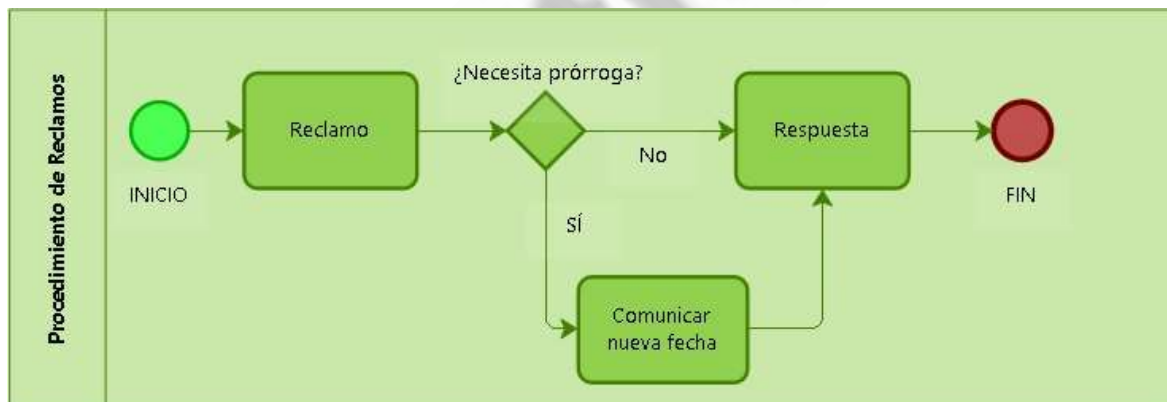 Procedimiento de Reclamos
¿Necesita prórroga?
Reclamo
Respuesta
No
INICIO
FIN
SÍ
Comunicar
nueva fecha